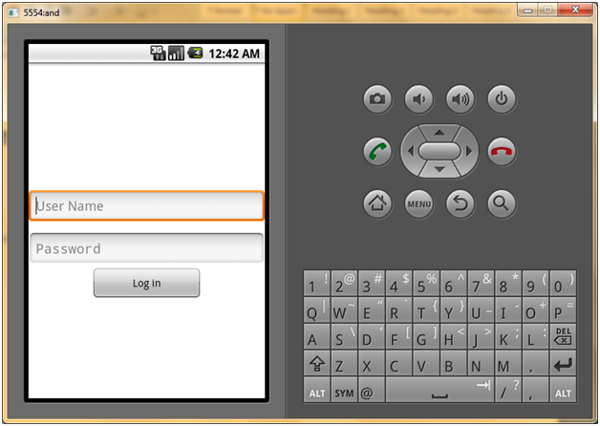 5554:and
3G
12:42 AM
User Name
Password
Log in
MENU
1 ! 2 @ 3 # 4 $ 5 % 6 ^ 7 & 8 * 9 ( 0 )
Q | W ~ E " R ` T { Y } U _ I - O + P =
A S \ D ' F [ G ] H < J > K ; L : DEL
Z X C V B N M .
ALT SYM @ / ? , ALT